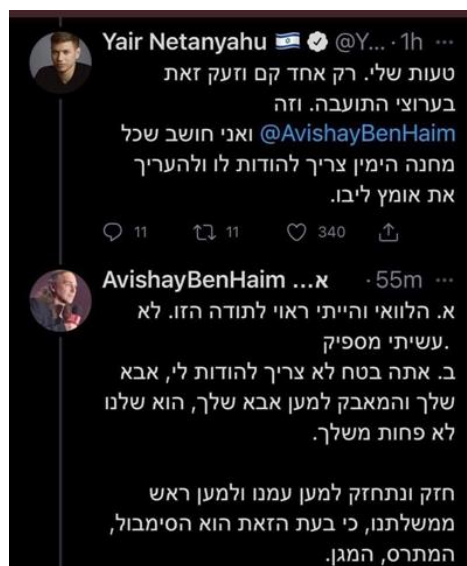 Yair Netanyahu 🇮🇱 @Y... · 1h ...
טעות שלי. רק אחד קם וזעק זאת
בערוצי התועבה. וזה
@AvishayBenHaim ואני חושב שכל
מחנה הימין צריך להודות לו ולהעריך
את אומץ ליבו.
11 11 340
AvishayBenHaim א... · 55m ...
א. הלוואי והייתי ראוי לתודה הזו. לא
עשיתי מספיק.
ב. אתה בטח לא צריך להודות לי, אבא
שלך והמאבק למען אבא שלך, הוא שלנו
לא פחות משלך.
חזק ונתחזק למען עמנו ולמען ראש
ממשלתנו, כי בעת הזאת הוא הסימבול,
המתרס, המגן.